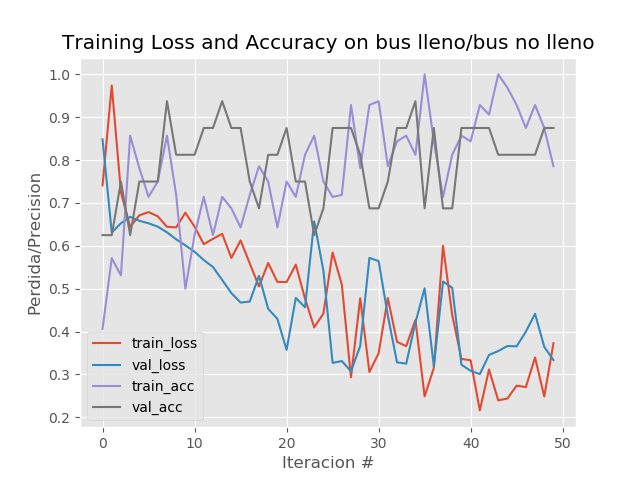 Training Loss and Accuracy on bus lleno/bus no lleno
1.0
0.9
0.8
0.7
0.6
0.5
0.4
0.3
0.2
Perdida/Precision
train_loss
val_loss
train_acc
val_acc
0 10 20 30 40 50
Iteracion #